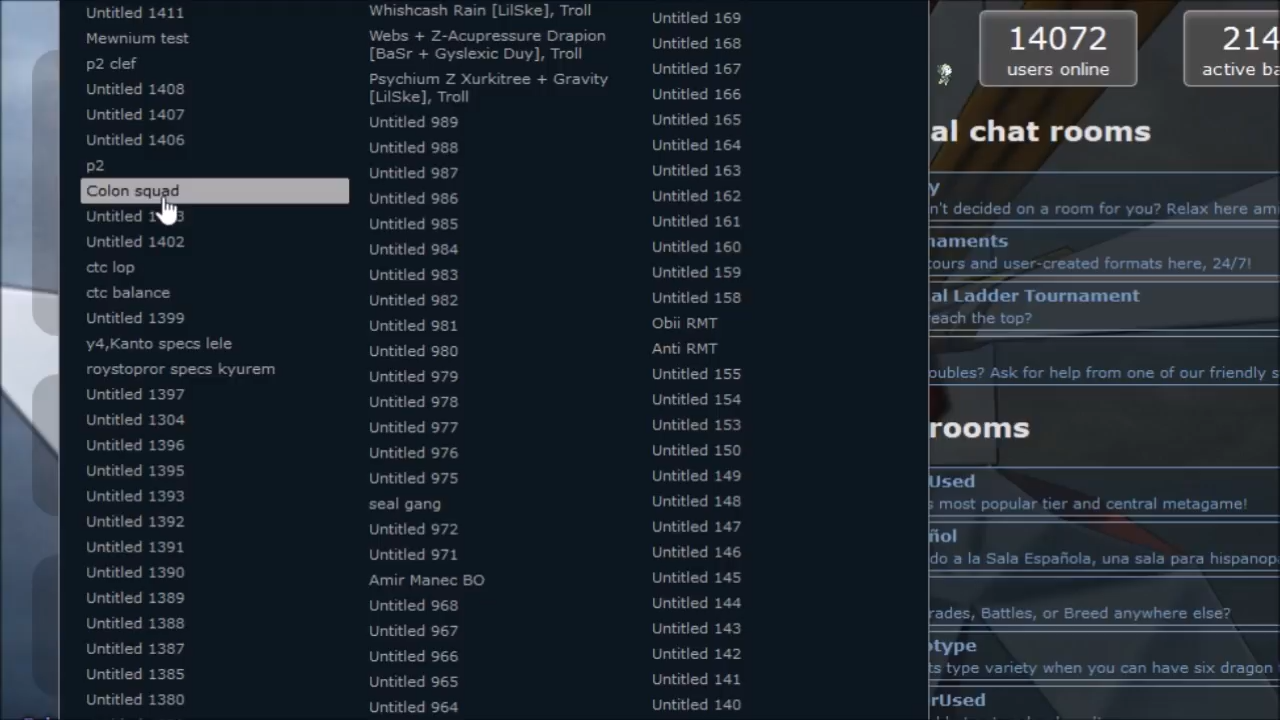 Untitled 1411
Mewnium test
p2 clef
Untitled 1408
Untitled 1407
Untitled 1406
p2
Colon squad
Untitled
Untitled 1402
ctc lop
ctc balance
Untitled 1399
y4,Kanto specs lele
roystopror specs kyurem
Untitled 1397
Untitled 1304
Untitled 1396
Untitled 1395
Untitled 1393
Untitled 1392
Untitled 1391
Untitled 1390
Untitled 1389
Untitled 1388
Untitled 1387
Untitled 1385
Untitled 1380
Whishcash Rain [LilSke], Troll
Webs + Z-Acupressure Drapion
[BaSr + Gyslexic Duy], Troll
Psychium Z Xurkitree + Gravity
[LilSke], Troll
Untitled 989
Untitled 988
Untitled 987
Untitled 986
Untitled 985
Untitled 984
Untitled 983
Untitled 982
Untitled 981
Untitled 980
Untitled 979
Untitled 978
Untitled 977
Untitled 976
Untitled 975
seal gang
Untitled 972
Untitled 971
Amir Manec BO
Untitled 968
Untitled 967
Untitled 966
Untitled 965
Untitled 964
Untitled 169
Untitled 168
Untitled 167
Untitled 166
Untitled 165
Untitled 164
Untitled 163
Untitled 162
Untitled 161
Untitled 160
Untitled 159
Untitled 158
Obii RMT
Anti RMT
Untitled 155
Untitled 154
Untitled 153
Untitled 150
Untitled 149
Untitled 148
Untitled 147
Untitled 146
Untitled 145
Untitled 144
Untitled 143
Untitled 142
Untitled 141
Untitled 140
14072
users online
214
active ba
al chat rooms
y
n't decided on a room for you? Relax here am
naments
tours and user-created formats here, 24/7!
al Ladder Tournament
reach the top?
oubles? Ask for help from one of our friendly s
rooms
Used
s most popular tier and central metagame!
ñol
do a la Sala Española, una sala para hispanop
rades, Battles, or Breed anywhere else?
otype
ts type variety when you can have six dragon
rUsed